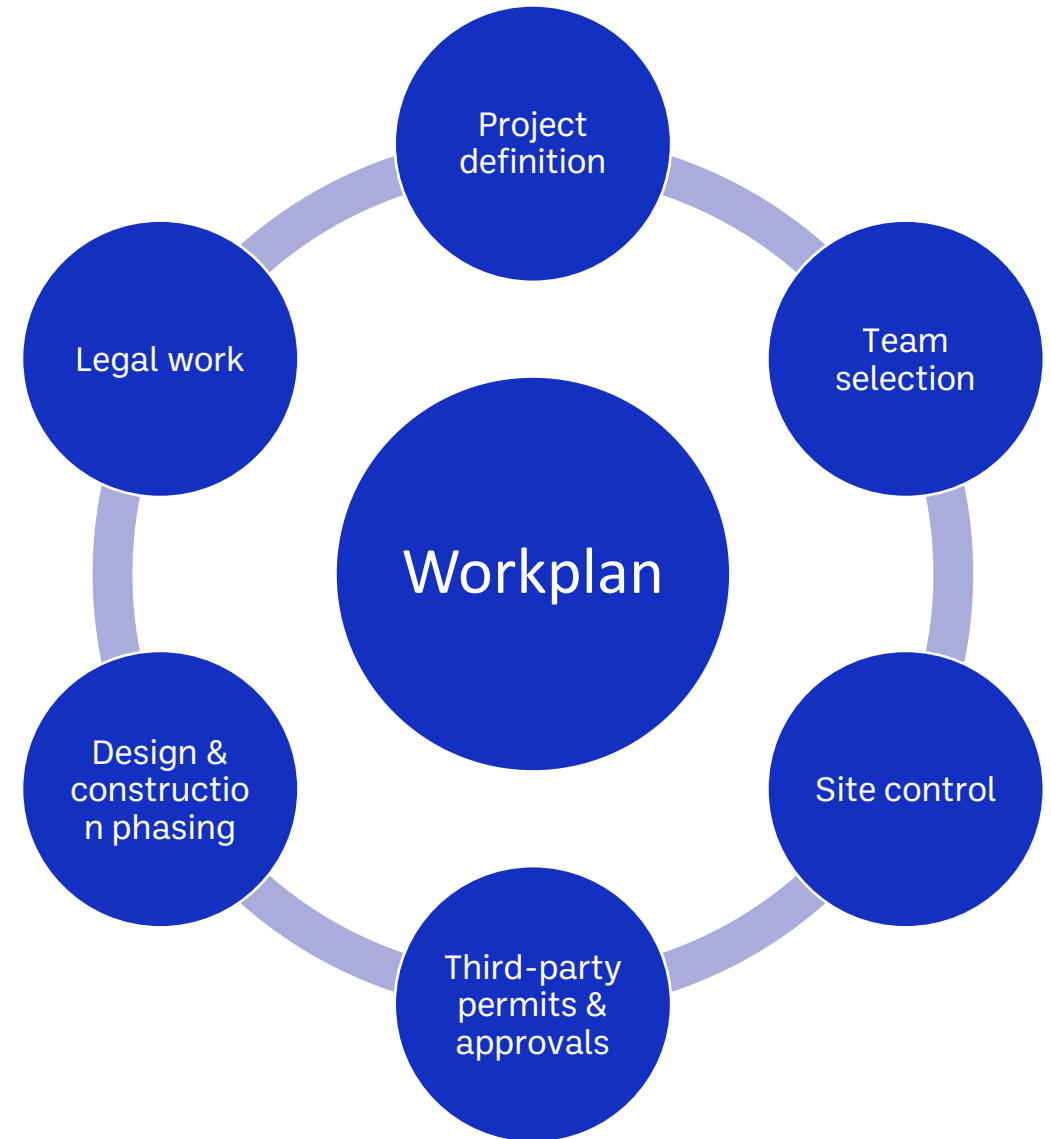 Project
definition
Team
selection
Legal work
Workplan
Design &
constructio
n phasing
Site control
Third-party
permits &
approvals